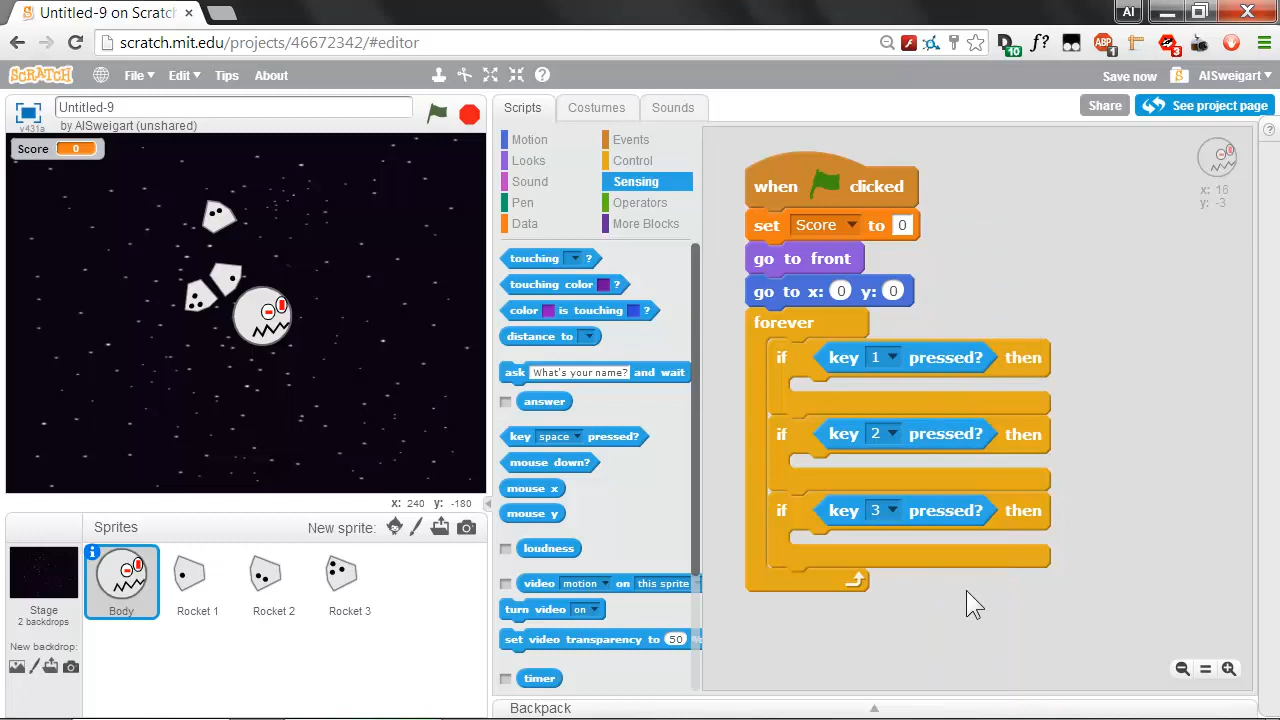 Untitled-9 on Scratch ×
AI
scratch.mit.edu/projects/46672342/#editor
10 f? ABP 1 3
SCRATCH File Edit Tips About Save now AlSweigart
v431a
Untitled-9
by AlSweigart (unshared)
Scripts Costumes Sounds
Share See project page
Score 0
Motion Events
Looks Control
Sound Sensing
Pen Operators
Data More Blocks
touching ?
touching color ?
color is touching ?
distance to
ask What's your name? and wait
answer
key space pressed?
mouse down?
mouse x
mouse y
loudness
video motion on this sprite
turn video on
set video transparency to 50 %
timer
when clicked
set Score to 0
go to front
go to x: 0 y: 0
forever
if key 1 pressed? then
if key 2 pressed? then
if key 3 pressed? then
x: 16
y: -3
x: 240 y: -180
Sprites New sprite:
Stage
2 backdrops
New backdrop:
Body
Rocket 1
Rocket 2
Rocket 3
Backpack